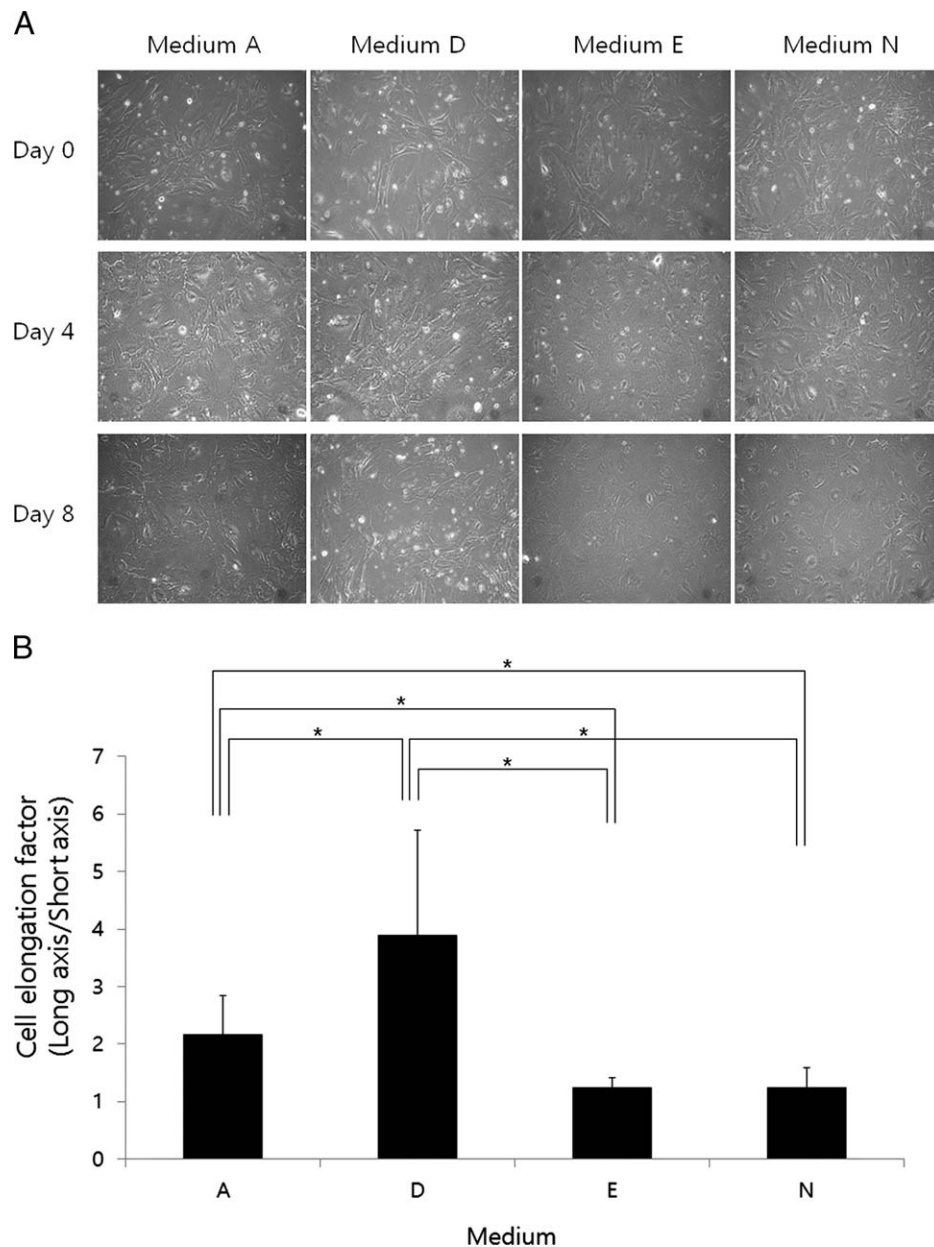 A
Medium A Medium D Medium E Medium N
Day 0
Day 4
Day 8
B
*
*
* *
*
7
6
5
4
3
2
1
0
Cell elongation factor
(Long axis/Short axis)
A D E N
Medium